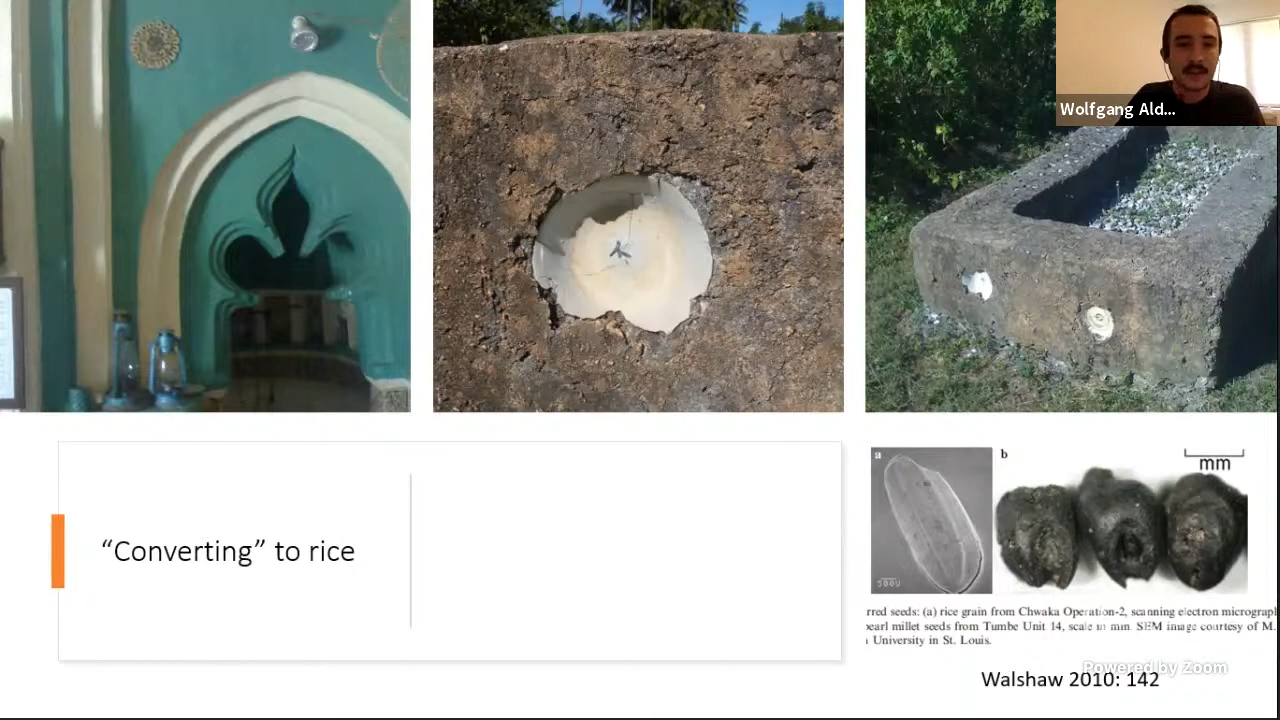 Wolfgang Ald...
a
b
mm
500U
“Converting” to rice
rred seeds: (a) rice grain from Chwaka Operation-2, scanning electron micrograph
pearl millet seeds from Tumbe Unit 14, scale in mm. SEM image courtesy of M.
University in St. Louis.
Powered by Zoom
Walshaw 2010: 142